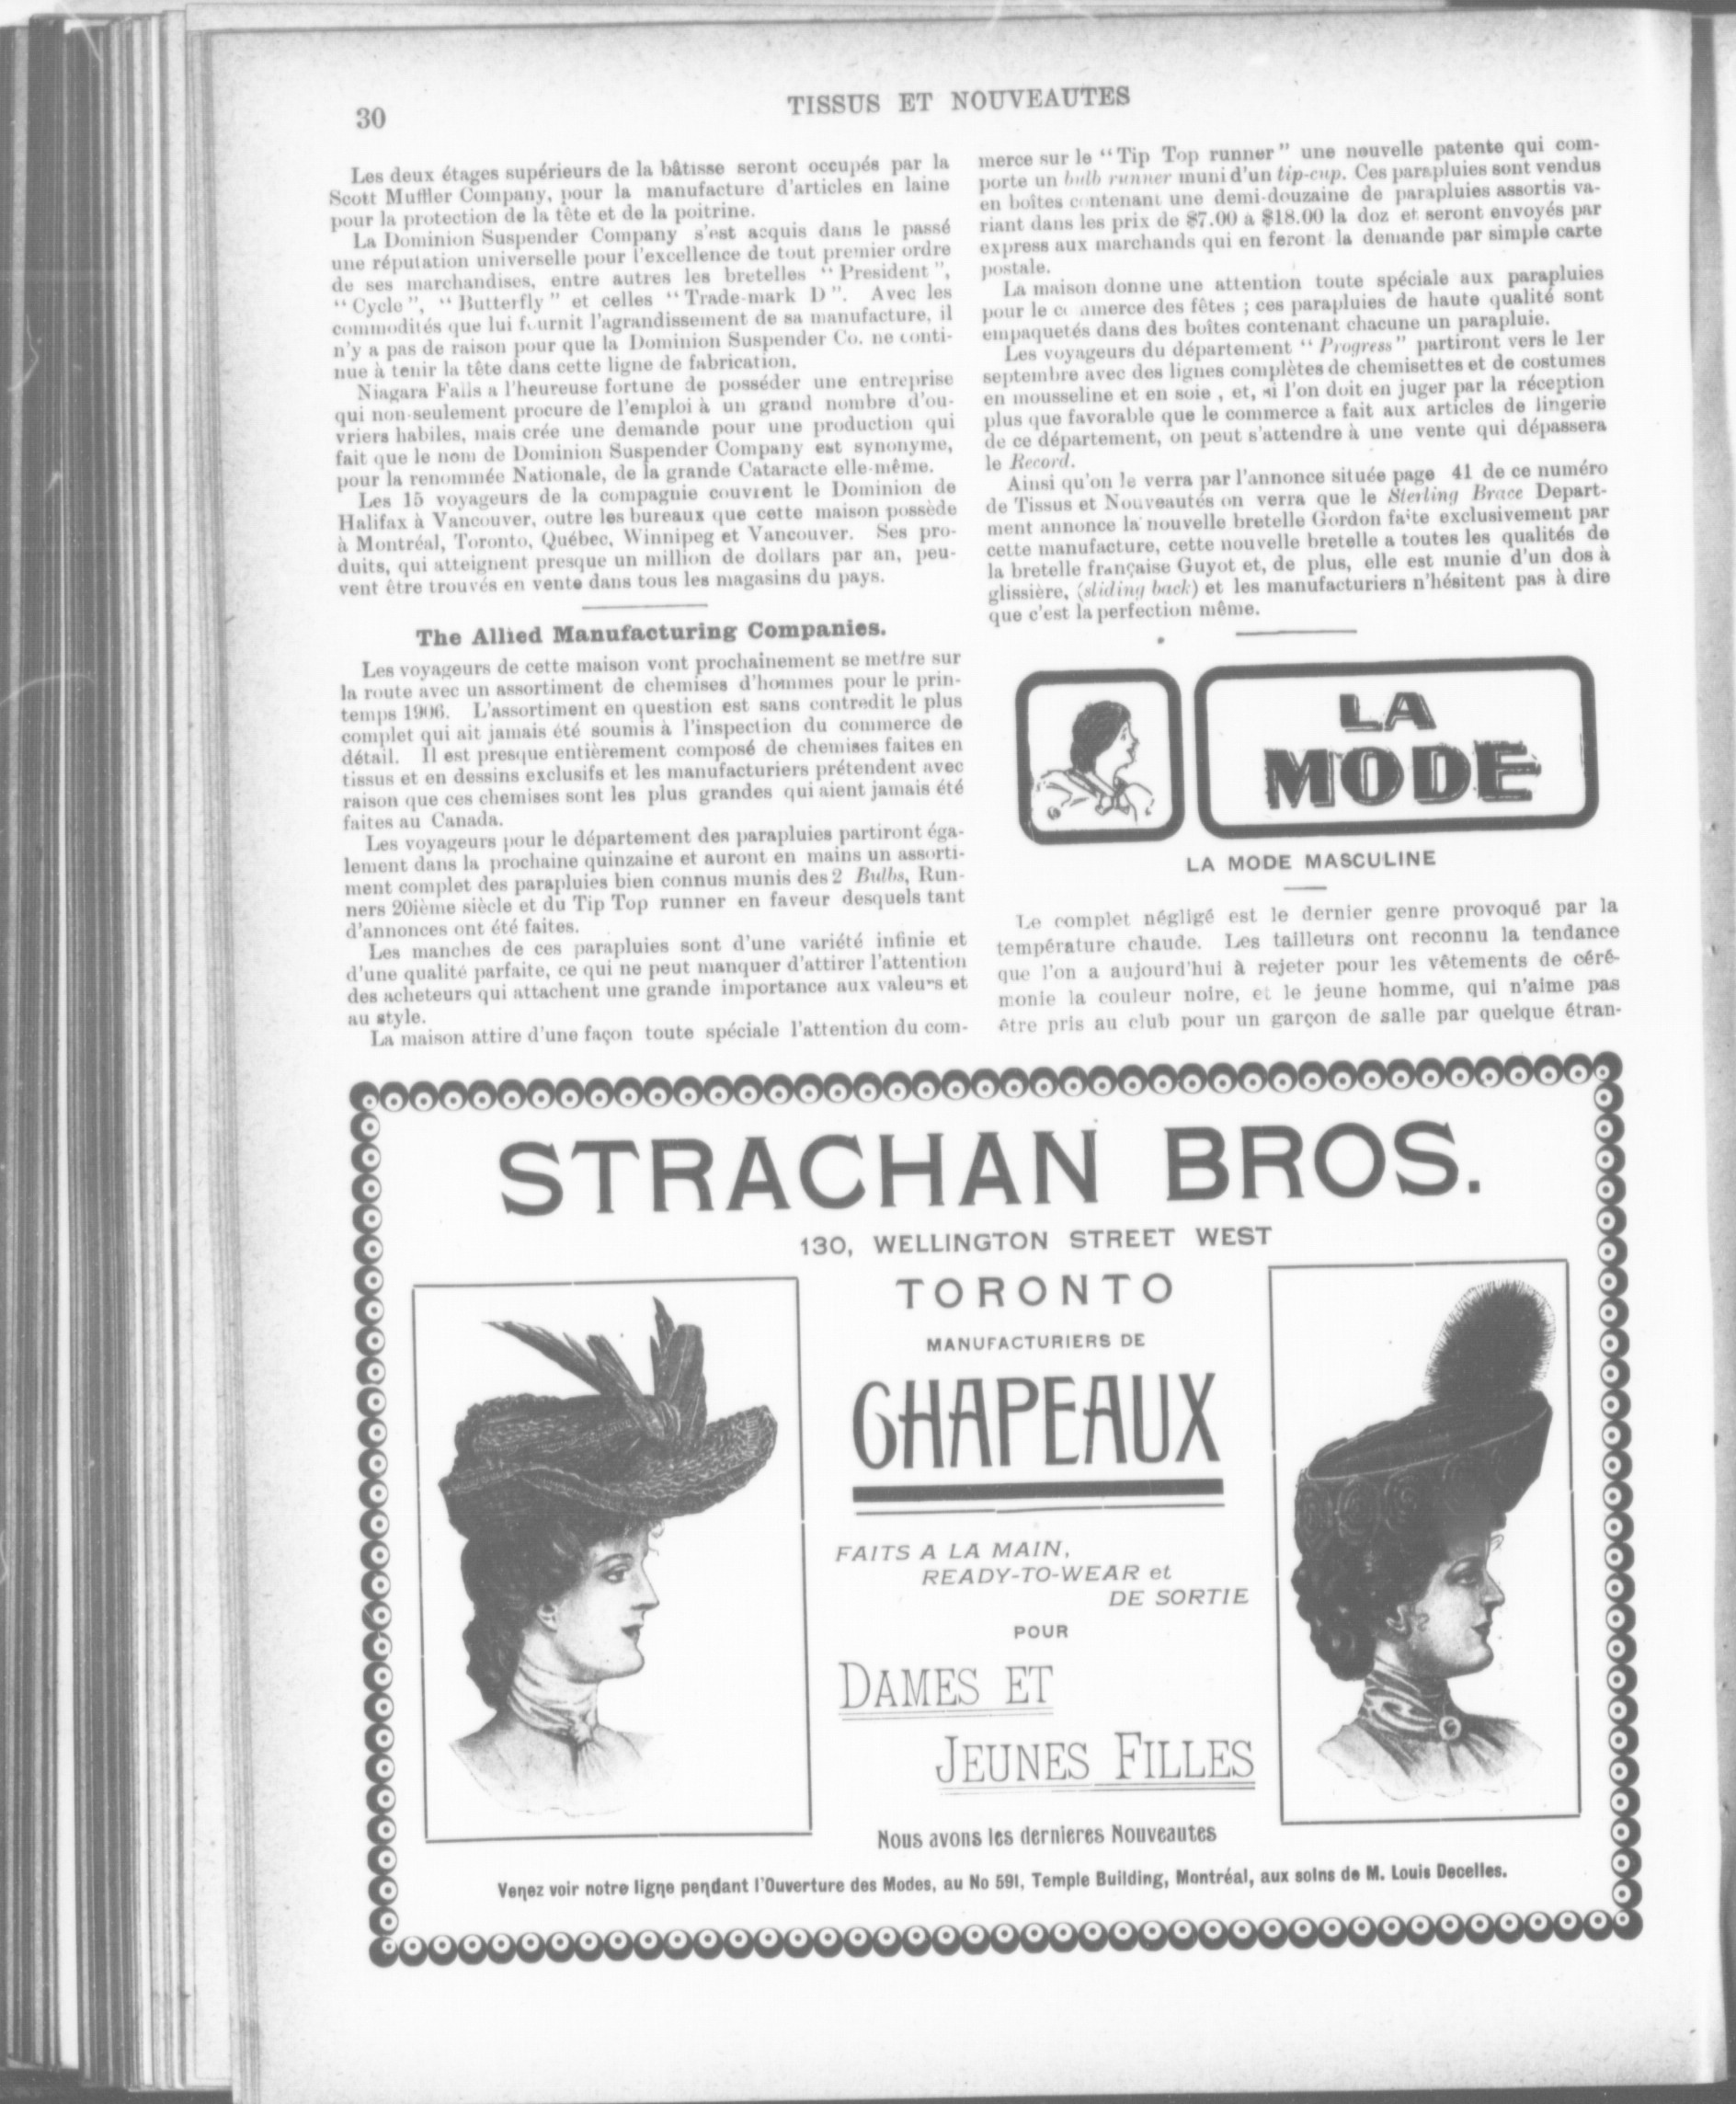 30
TISSUS ET NOUVEAUTES
Les deux étages supérieurs de la bâtisse seront occupés par la
Scott Muffler Company, pour la manufacture d'articles en laine
pour la protection de la tête et de la poitrine.
La Dominion Suspender Company s'est acquis dans le passé
une réputation universelle pour l'excellence de tout premier ordre
de ses marchandises, entre autres les bretelles "President",
"Cycle", "Butterfly" et celles "Trade-mark D". Avec les
commodités que lui fournit l'agrandissement de sa manufacture, il
n'y a pas de raison pour que la Dominion Suspender Co. ne conti-
nue à tenir la tête dans cette ligne de fabrication.
Niagara Falls a l'heureuse fortune de posséder une entreprise
qui non-seulement procure de l'emploi à un grand nombre d'ou-
vriers habiles, mais crée une demande pour une production qui
fait que le nom de Dominion Suspender Company est synonyme,
pour la renommée Nationale, de la grande Cataracte elle-même.
Les 15 voyageurs de la compagnie couvrent le Dominion de
Halifax à Vancouver, outre les bureaux que cette maison possède
à Montréal, Toronto, Québec, Winnipeg et Vancouver. Ses pro-
duits, qui atteignent presque un million de dollars par an, peu-
vent être trouvés en vente dans tous les magasins du pays.
The Allied Manufacturing Companies.
Les voyageurs de cette maison vont prochainement se mettre sur
la route avec un assortiment de chemises d'hommes pour le prin-
temps 1906. L'assortiment en question est sans contredit le plus
complet qui ait jamais été soumis à l'inspection du commerce de
détail. Il est presque entièrement composé de chemises faites en
tissus et en dessins exclusifs et les manufacturiers prétendent avec
raison que ces chemises sont les plus grandes qui aient jamais été
faites au Canada.
Les voyageurs pour le département des parapluies partiront éga-
lement dans la prochaine quinzaine et auront en mains un assorti-
ment complet des parapluies bien connus munis des 2 Bulbs, Run-
ners 20ième siècle et du Tip Top runner en faveur desquels tant
d'annonces ont été faites.
Les manches de ces parapluies sont d'une variété infinie et
d'une qualité parfaite, ce qui ne peut manquer d'attirer l'attention
des acheteurs qui attachent une grande importance aux valeurs et
au style.
La maison attire d'une façon toute spéciale l'attention du com-
merce sur le "Tip Top runner" une nouvelle patente qui com-
porte un bulb runner muni d'un tip-cup. Ces parapluies sont vendus
en boîtes contenant une demi-douzaine de parapluies assortis va-
riant dans les prix de $7.00 à $18.00 la doz et seront envoyés par
express aux marchands qui en feront la demande par simple carte
postale.
La maison donne une attention toute spéciale aux parapluies
pour le commerce des fêtes ; ces parapluies de haute qualité sont
empaquetés dans des boîtes contenant chacune un parapluie.
Les voyageurs du département "Progress" partiront vers le 1er
septembre avec des lignes complètes de chemisettes et de costumes
en mousseline et en soie , et, si l'on doit en juger par la réception
plus que favorable que le commerce a fait aux articles de lingerie
de ce département, on peut s'attendre à une vente qui dépassera
le Record.
Ainsi qu'on le verra par l'annonce située page 41 de ce numéro
de Tissus et Nouveautés on verra que le Sterling Brace Depart-
ment annonce la nouvelle bretelle Gordon faite exclusivement par
cette manufacture, cette nouvelle bretelle a toutes les qualités de
la bretelle française Guyot et, de plus, elle est munie d'un dos à
glissière, (sliding back) et les manufacturiers n'hésitent pas à dire
que c'est la perfection même.
LA
MODE
LA MODE MASCULINE
Le complet négligé est le dernier genre provoqué par la
température chaude. Les tailleurs ont reconnu la tendance
que l'on a aujourd'hui à rejeter pour les vêtements de céré-
monie la couleur noire, et le jeune homme, qui n'aime pas
être pris au club pour un garçon de salle par quelque étran-
STRACHAN BROS.
130, WELLINGTON STREET WEST
TORONTO
MANUFACTURIERS DE
CHAPEAUX
FAITS A LA MAIN,
READY-TO-WEAR et
DE SORTIE
POUR
DAMES ET
JEUNES FILLES
Nous avons les dernieres Nouveautes
Venez voir notre ligne pendant l'Ouverture des Modes, au No 591, Temple Building, Montréal, aux soins de M. Louis Decelles.